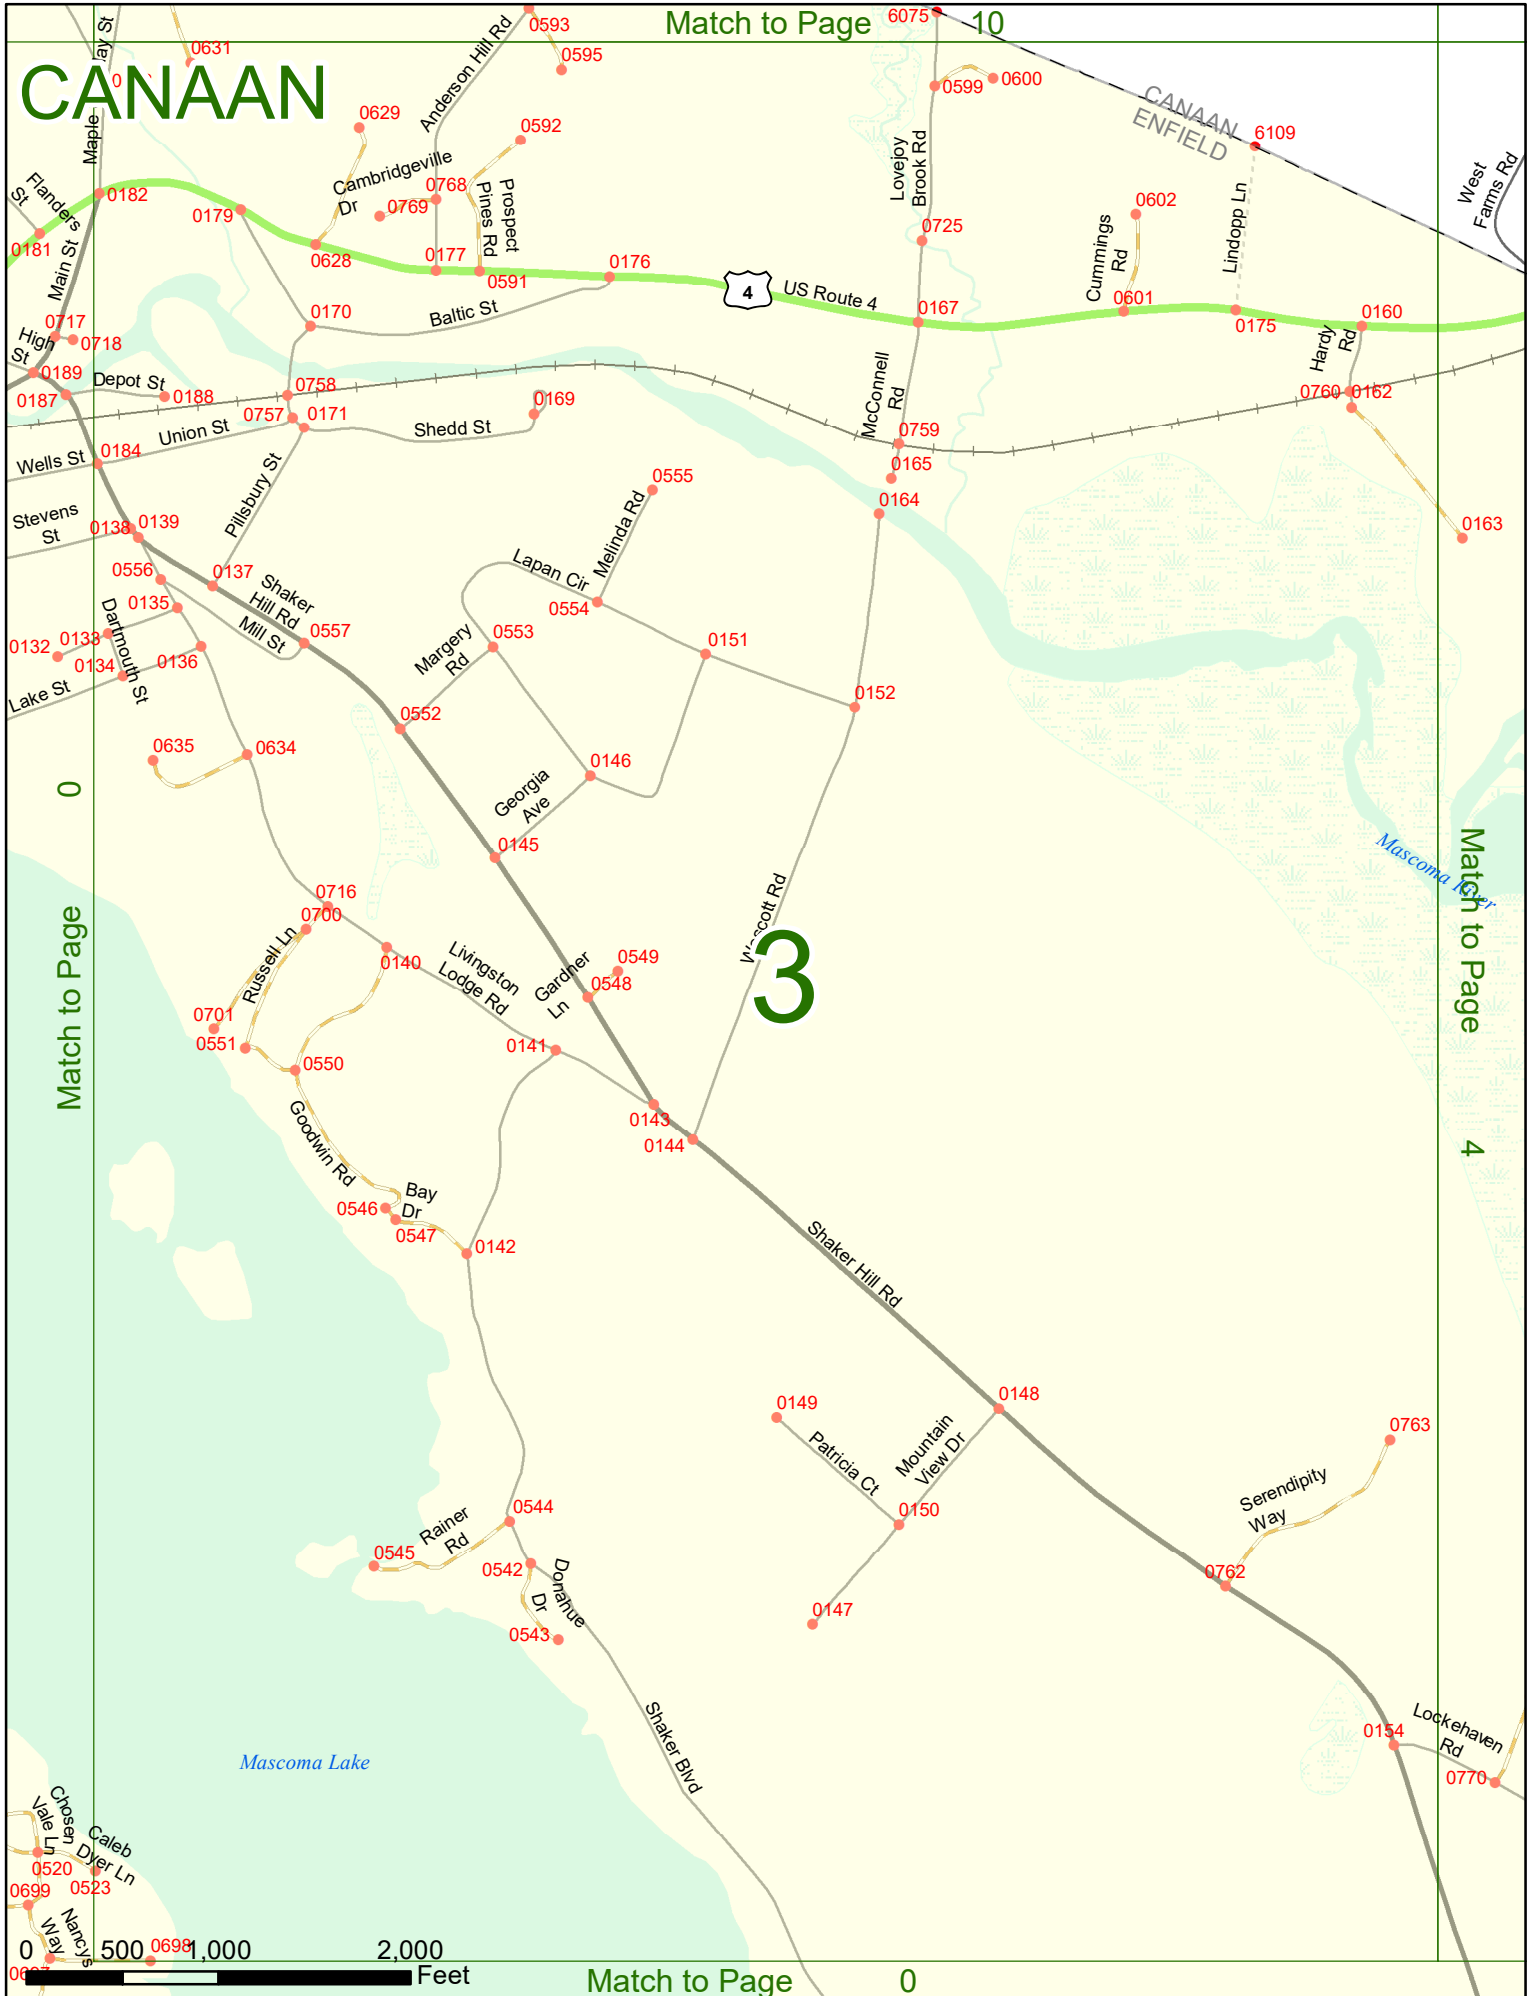 Match to Page 10
CANAAN
6075
0593
0595
0631
Anderson Hill Rd
0599
0600
0629
0592
CANAAN
ENFIELD
6109
Maple
Lovejoy
Brook Rd
West
Farms Rd
Cambridgeville
Dr
0768
0769
Prospect
Pines Rd
Flanders
St
0182
0179
0602
0181
0725
Cummings
Rd
Lindopp Ln
Main St
0628
0177
0591
0176
4
US Route 4
0167
0601
0175
0160
0717
0718
High
St
0170
Baltic St
Hardy
Rd
0189
0187
Depot St
0188
0758
McConnell
Rd
0760
0162
0757
0171
0169
Union St
Shedd St
0759
Wells St
0184
0165
0164
Pillsbury St
0555
Stevens
St
0138
0139
Melinda Rd
0163
0556
0137
Lapan Cir
0135
Shaker
Hill Rd
0554
Dartmouth St
Mill St
0132
0133
0134
0136
0557
Margery
Rd
0553
0151
Lake St
0152
0552
0635
0634
0146
Georgia
Ave
0145
Mascoma River
0716
0700
Russell Ln
Wescott Rd
3
0140
Livingston
Lodge Rd
Gardner
Ln
0549
0548
Match to Page 0
Match to Page 4
0701
0551
0550
0141
0143
0144
Goodwin Rd
Bay
Dr
0546
0547
0142
Shaker Hill Rd
0148
0149
Patricia Ct
Mountain
View Dr
0763
Serendipity
Way
0544
Rainer
Rd
0545
0542
0150
Donahue
Dr
0762
0543
0147
Shaker Blvd
0154
Lockehaven
Rd
0770
Mascoma Lake
Chosen
Vale Ln
Caleb
Dyer Ln
0520
0523
0699
Nancys
Way
0698
0 500 1,000 2,000
Feet
Match to Page 0